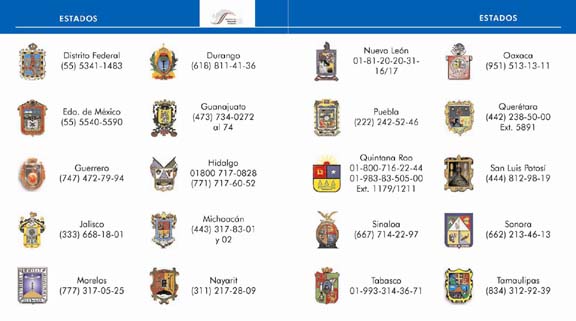 ESTADOS
Distrito Federal
(55) 5341-1483
Durango
(618) 811-41-36
Edo. de México
(55) 5540-5590
Guanajuato
(473) 734-0272
al 74
Guerrero
(747) 472-79-94
Hidalgo
01800 717-0828
(771) 717-60-52
Jalisco
(333) 668-18-01
Michoacán
(443) 317-83-01
y 02
Morelos
(777) 317-05-25
Nayarit
(311) 217-28-09
ESTADOS
Nuevo León
01-81-20-20-31-
16/17
Oaxaca
(951) 513-13-11
Puebla
(222) 242-52-46
Querétaro
(442) 238-50-00
Ext. 5891
Quintana Roo
01-800-716-22-44
01-983-83-505-00
Ext. 1179/1211
San Luis Potosí
(444) 812-98-19
Sinaloa
(667) 714-22-97
Sonora
(662) 213-46-13
Tabasco
01-993-314-36-71
Tamaulipas
(834) 312-92-39